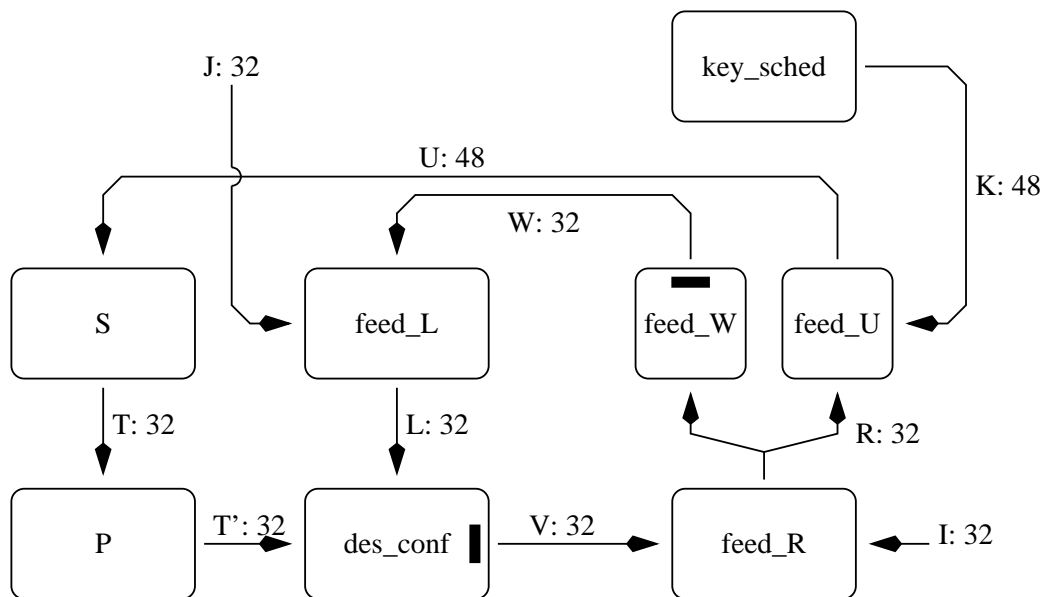 J: 32
key_sched
U: 48
K: 48
W: 32
S
feed_L
feed_W
feed_U
T: 32
L: 32
R: 32
P
T': 32
des_conf
V: 32
feed_R
I: 32